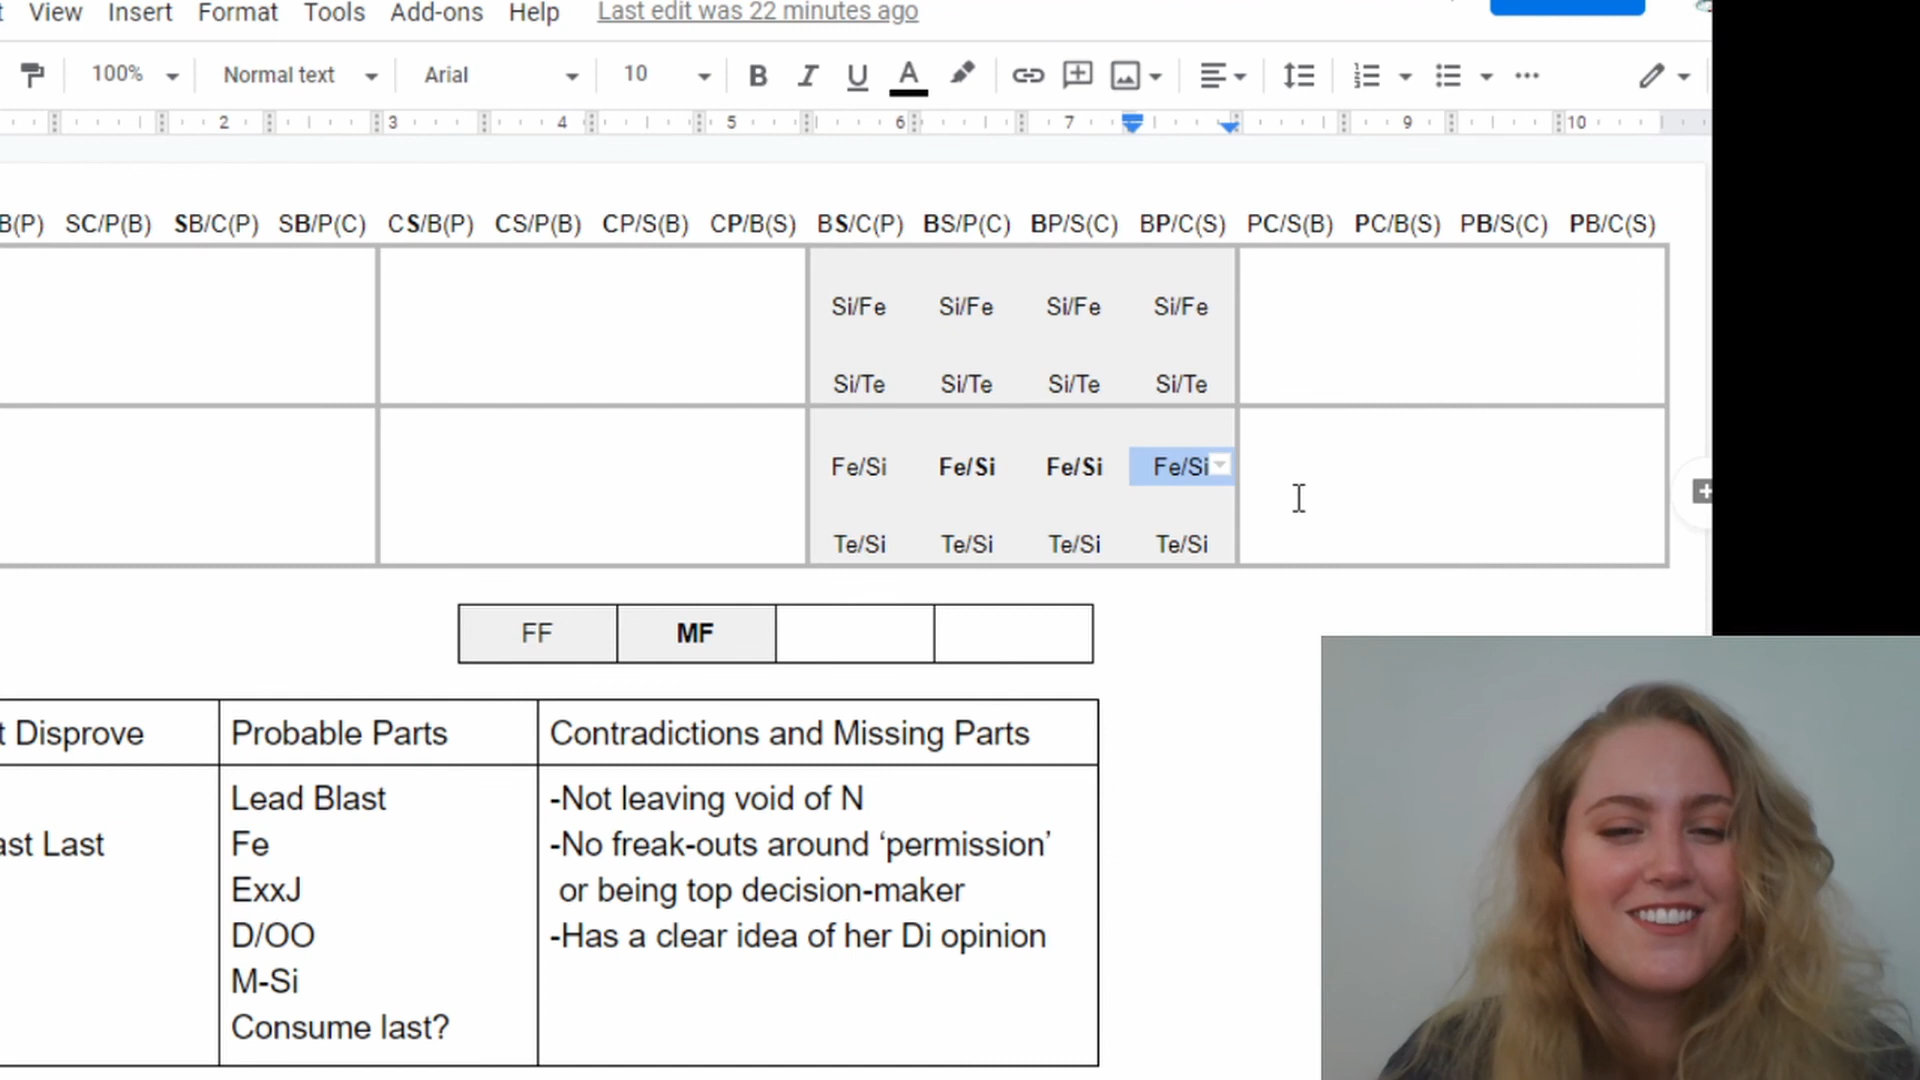 View Insert Format Tools Add-ons Help Last edit was 22 minutes ago
100% Normal text Arial 10 B I U A
2 3 4 5 6 7 9 10
B(P) SC/P(B) SB/C(P) SB/P(C) CS/B(P) CS/P(B) CP/S(B) CP/B(S) BS/C(P) BS/P(C) BP/S(C) BP/C(S) PC/S(B) PC/B(S) PB/S(C) PB/C(S)
Si/Fe Si/Fe Si/Fe Si/Fe
Si/Te Si/Te Si/Te Si/Te
Fe/Si Fe/Si Fe/Si Fe/Si
Te/Si Te/Si Te/Si Te/Si
FF MF
t Disprove Probable Parts Contradictions and Missing Parts
Lead Blast -Not leaving void of N
ast Last Fe -No freak-outs around ‘permission’
ExxJ or being top decision-maker
D/OO -Has a clear idea of her Di opinion
M-Si
Consume last?